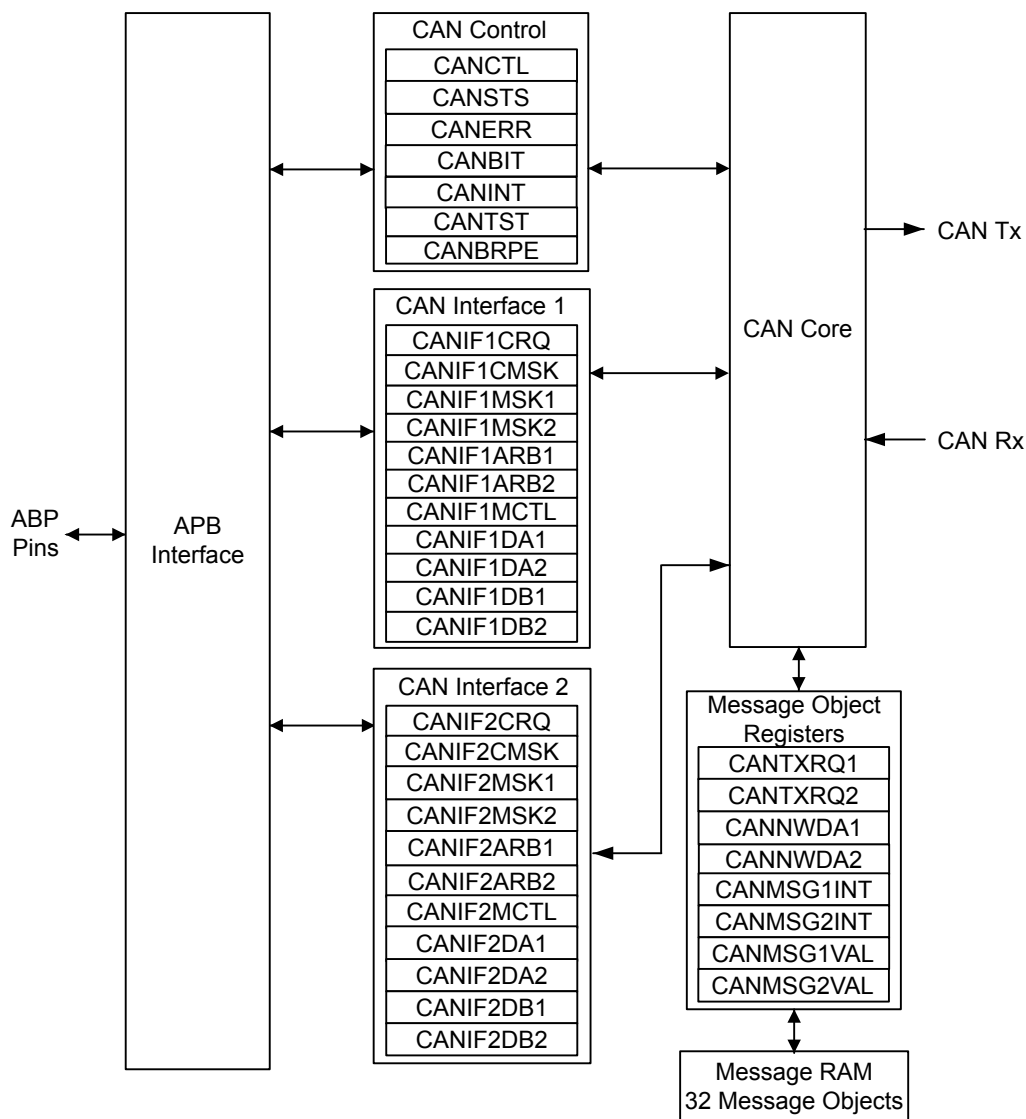 ABP
Pins
APB
Interface
CAN Control
CANCTL
CANSTS
CANERR
CANBIT
CANINT
CANTST
CANBRPE
CAN Interface 1
CANIF1CRQ
CANIF1CMSK
CANIF1MSK1
CANIF1MSK2
CANIF1ARB1
CANIF1ARB2
CANIF1MCTL
CANIF1DA1
CANIF1DA2
CANIF1DB1
CANIF1DB2
CAN Interface 2
CANIF2CRQ
CANIF2CMSK
CANIF2MSK1
CANIF2MSK2
CANIF2ARB1
CANIF2ARB2
CANIF2MCTL
CANIF2DA1
CANIF2DA2
CANIF2DB1
CANIF2DB2
CAN Core
CAN Tx
CAN Rx
Message Object
Registers
CANTXRQ1
CANTXRQ2
CANNWDA1
CANNWDA2
CANMSG1INT
CANMSG2INT
CANMSG1VAL
CANMSG2VAL
Message RAM
32 Message Objects